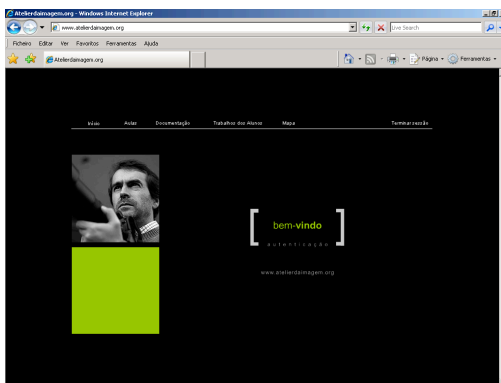 Atelierdaimagem.org - Windows Internet Explorer
www.atelierdaimagem.org
Live Search
Ficheiro Editar Ver Favoritos Ferramentas Ajuda
Atelierdaimagem.org
Página Ferramentas
Início Aulas Documentação Trabalhos dos Alunos Mapa Terminar sessão
[bem-vindo]
autenticação
www.atelierdaimagem.org